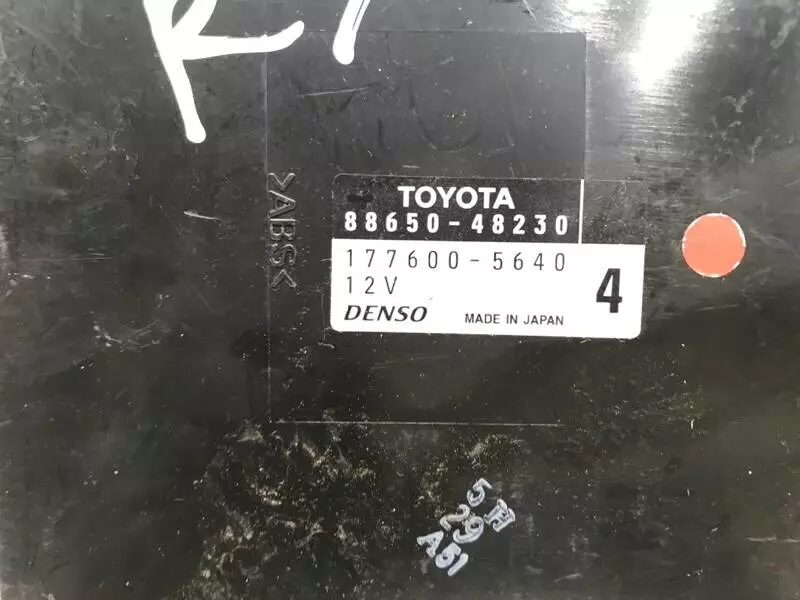 TOYOTA
88650-48230
177600-5640
12V
4
DENSO
MADE IN JAPAN
>ABS<
5H
29
A51